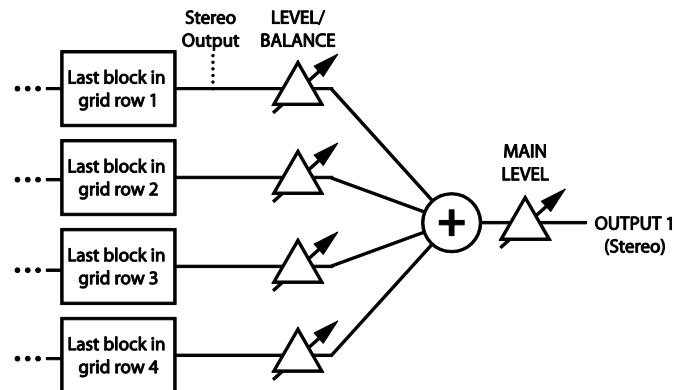 Stereo
Output
LEVEL/
BALANCE
Last block in
grid row 1
Last block in
grid row 2
Last block in
grid row 3
Last block in
grid row 4
+
MAIN
LEVEL
OUTPUT 1
(Stereo)